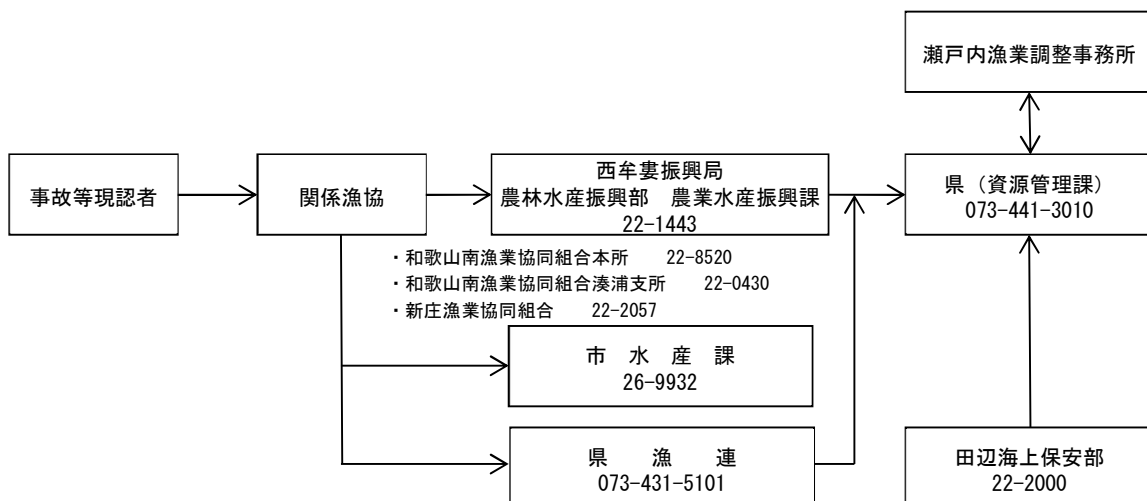 瀬戸内漁業調整事務所
事故等現認者
関係漁協
西牟婁振興局
農林水産振興部　農業水産振興課
22-1443
県（資源管理課）
073-441-3010
・和歌山南漁業協同組合本所　　22-8520
・和歌山南漁業協同組合湊浦支所　　22-0430
・新庄漁業協同組合　　22-2057
市　水　産　課
26-9932
県　漁　連
073-431-5101
田辺海上保安部
22-2000